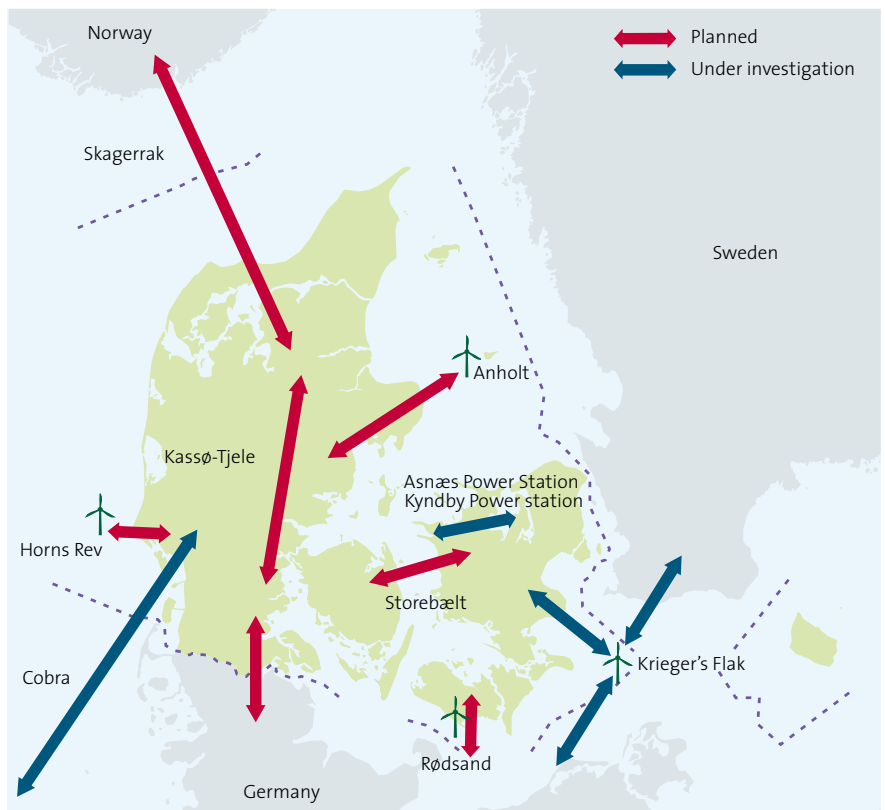 Norway
Planned
Under investigation
Skagerrak
Sweden
Anholt
Kassø-Tjele
Asnæs Power Station
Kyndby Power station
Horns Rev
Storebælt
Krieger's Flak
Cobra
Rødsand
Germany